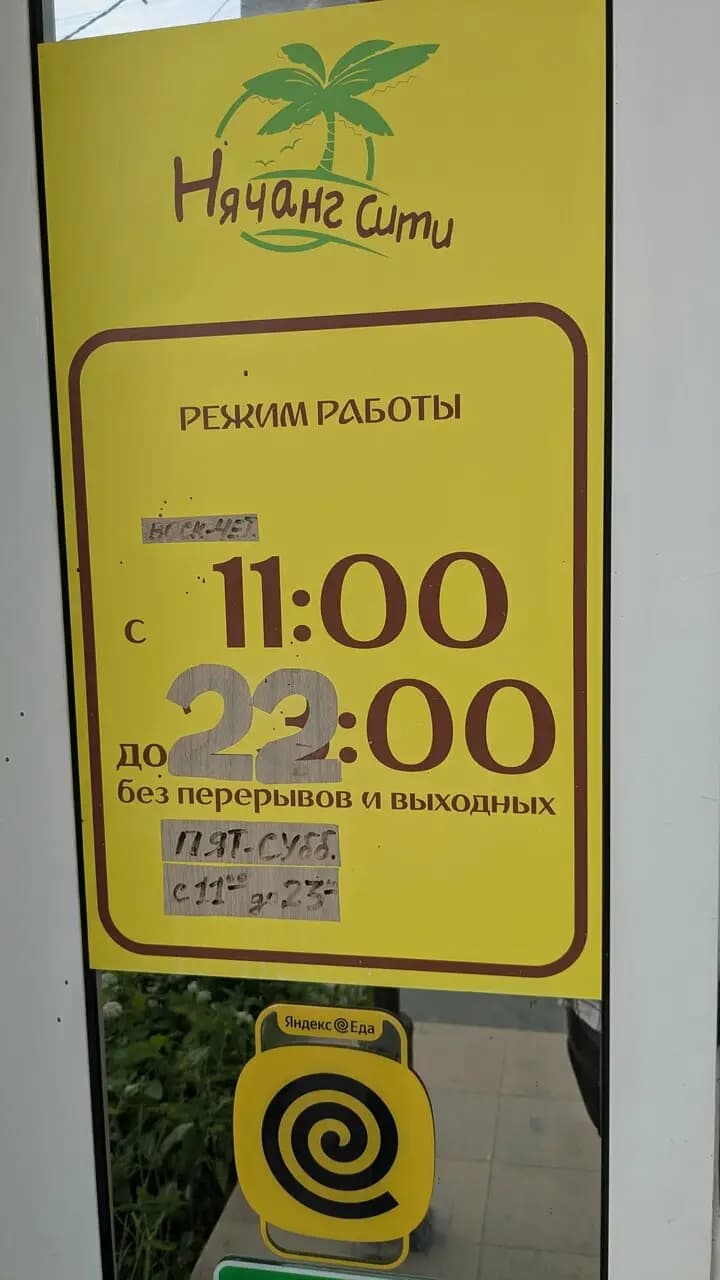 Нячанг сити
РЕЖИМ РАБОТЫ
ВОСК-ЧЕТ.
с 11:00
до 22:00
без перерывов и выходных
ПЯТ-СУББ.
с 11⁰⁰ до 23⁰⁰
Яндекс Еда